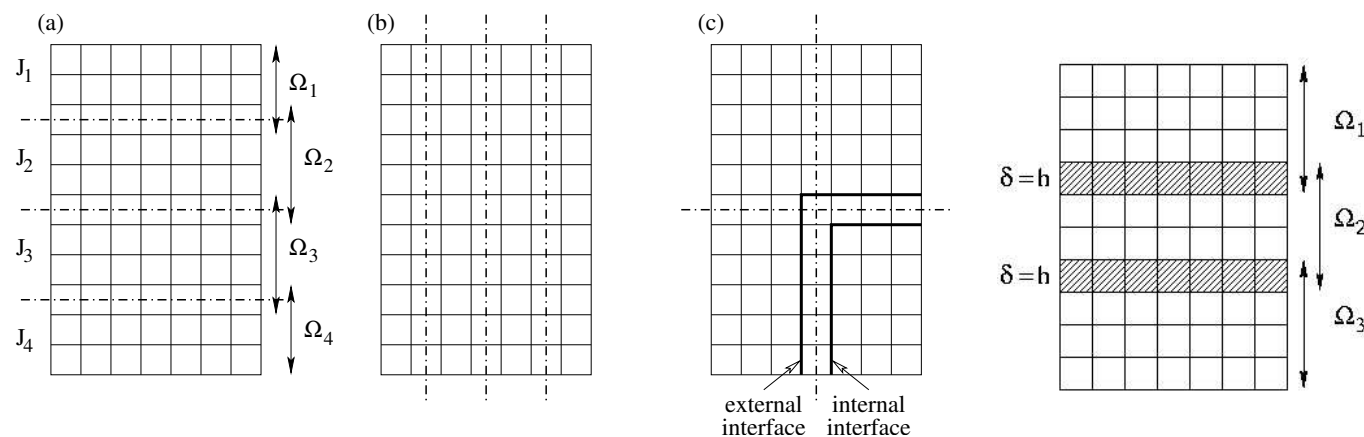 (a)
J1
J2
J3
J4
Ω1
Ω2
Ω3
Ω4
(b)
(c)
external
interface
internal
interface
δ=h
δ=h
Ω1
Ω2
Ω3